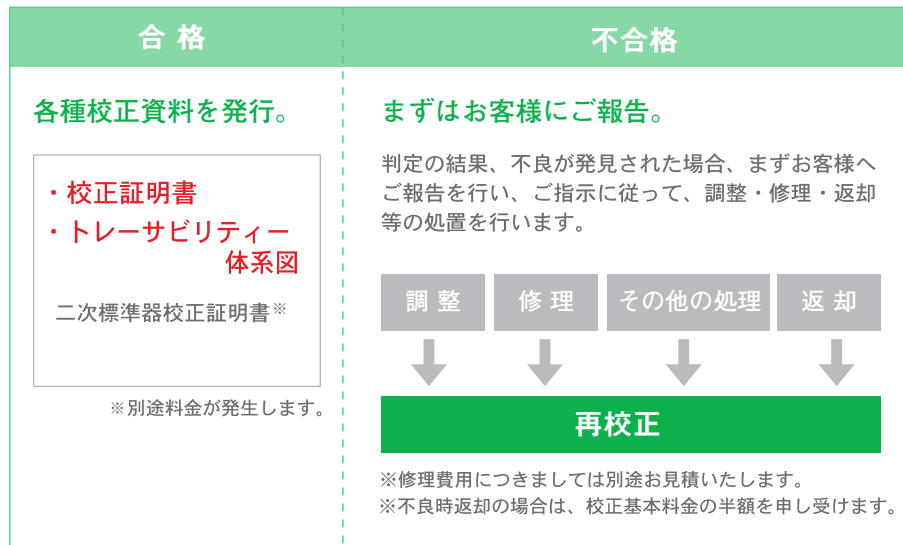 合 格
各種校正資料を発行。
・校正証明書
・トレーサビリティー
体系図
二次標準器校正証明書※
※別途料金が発生します。
不合格
まずはお客様にご報告。
判定の結果、不良が発見された場合、まずお客様へ
ご報告を行い、ご指示に従って、調整・修理・返却
等の処置を行います。
調 整 修 理 その他の処理 返 却
再校正
※修理費用につきましては別途お見積いたします。
※不良時返却の場合は、校正基本料金の半額を申し受けます。